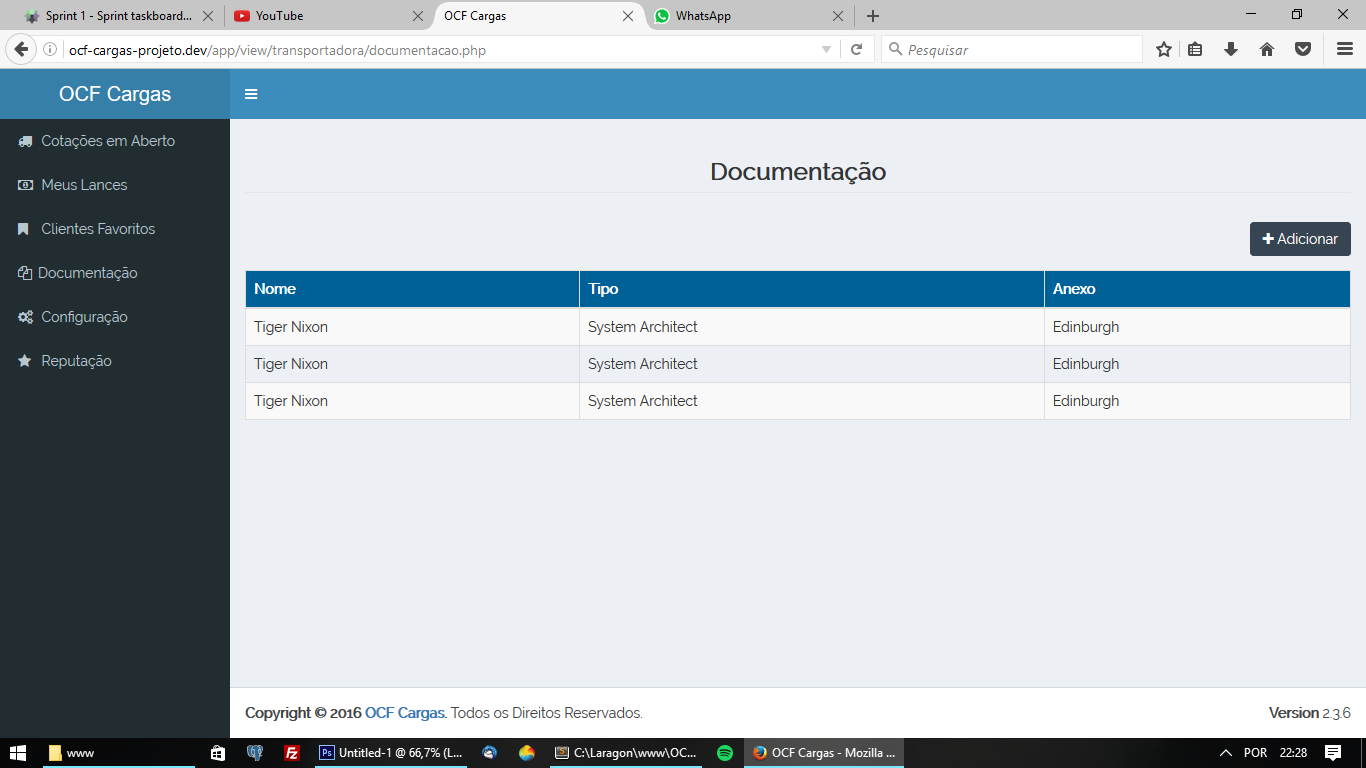 Sprint 1 - Sprint taskboard...
YouTube
OCF Cargas
WhatsApp
ocf-cargas-projeto.dev/app/view/transportadora/documentacao.php
Pesquisar
OCF Cargas
Cotações em Aberto
Meus Lances
Clientes Favoritos
Documentação
Configuração
Reputação
Documentação
Adicionar
Nome Tipo Anexo
Tiger Nixon System Architect Edinburgh
Tiger Nixon System Architect Edinburgh
Tiger Nixon System Architect Edinburgh
Copyright © 2016 OCF Cargas. Todos os Direitos Reservados. Version 2.3.6
www
Fz
Ps
Untitled-1 @ 66,7% (L...
C:\Laragon\www\OC...
OCF Cargas - Mozilla ...
POR
22:28